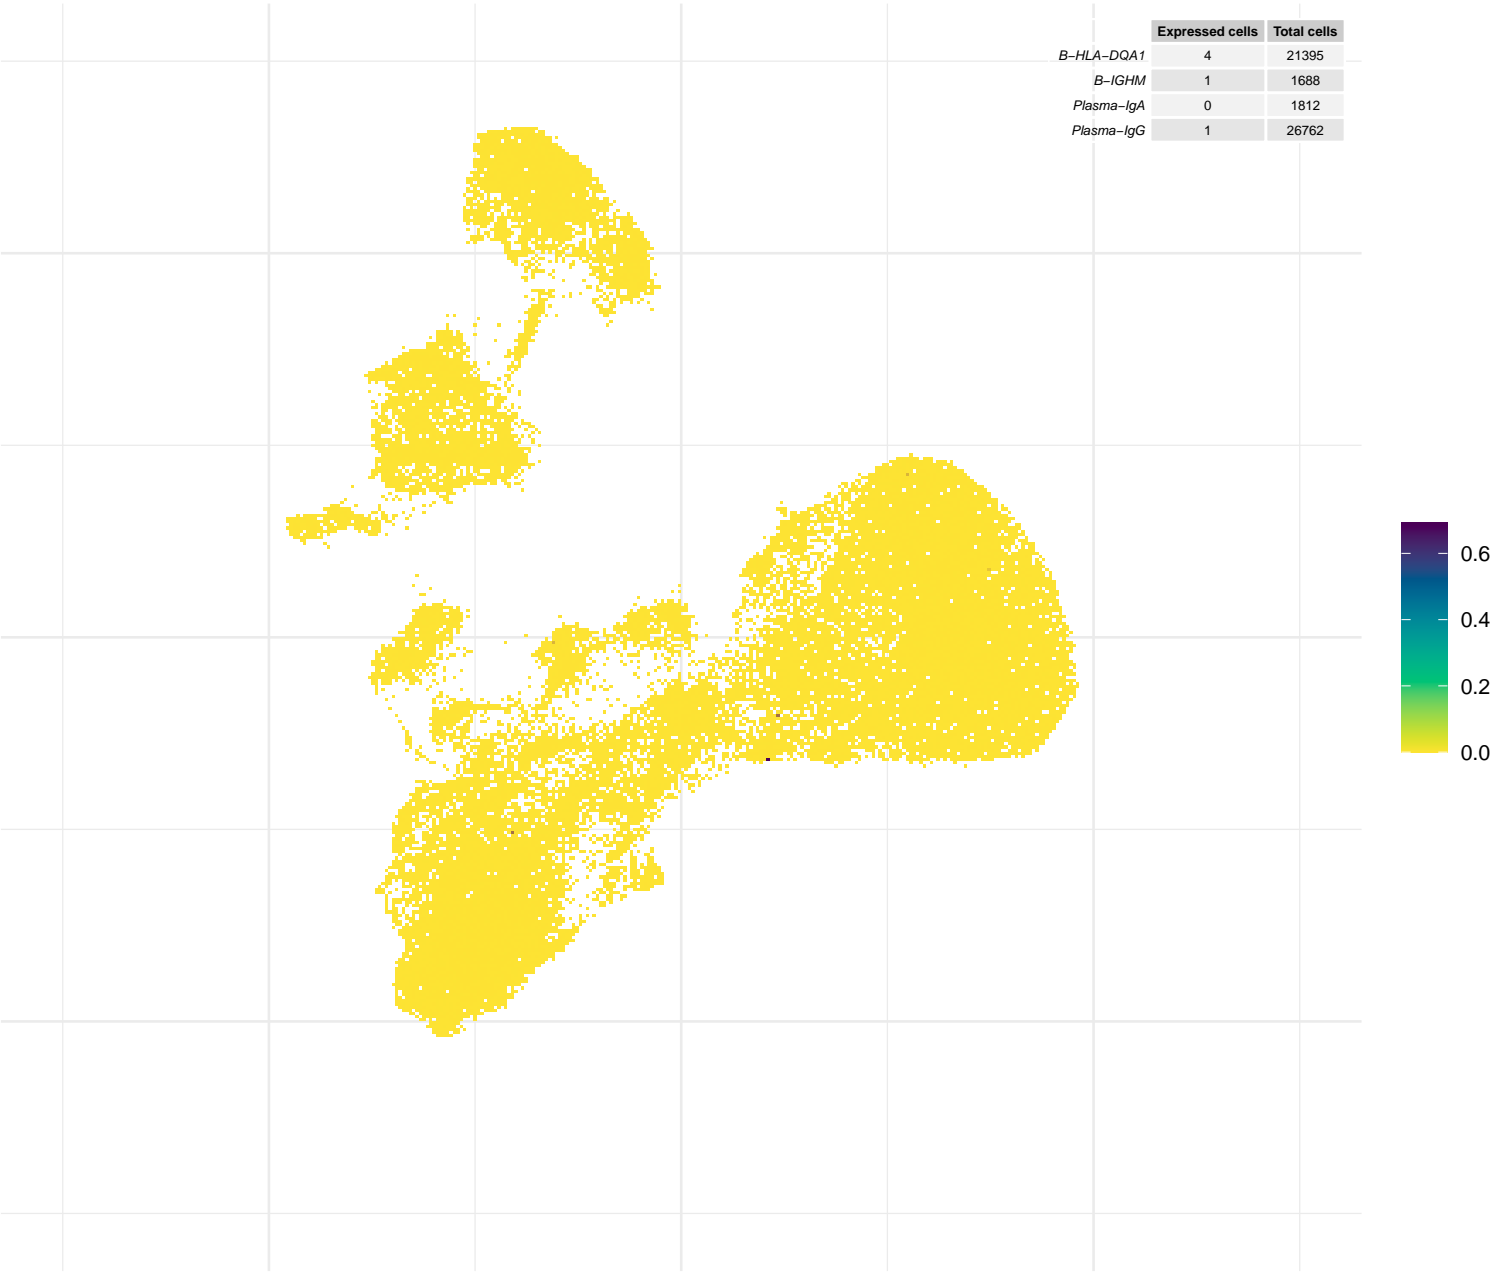 Expressed cells Total cells
B−HLA−DQA1 4 21395
B−IGHM 1 1688
Plasma−IgA 0 1812
Plasma−IgG 1 26762
0.6
0.4
0.2
0.0